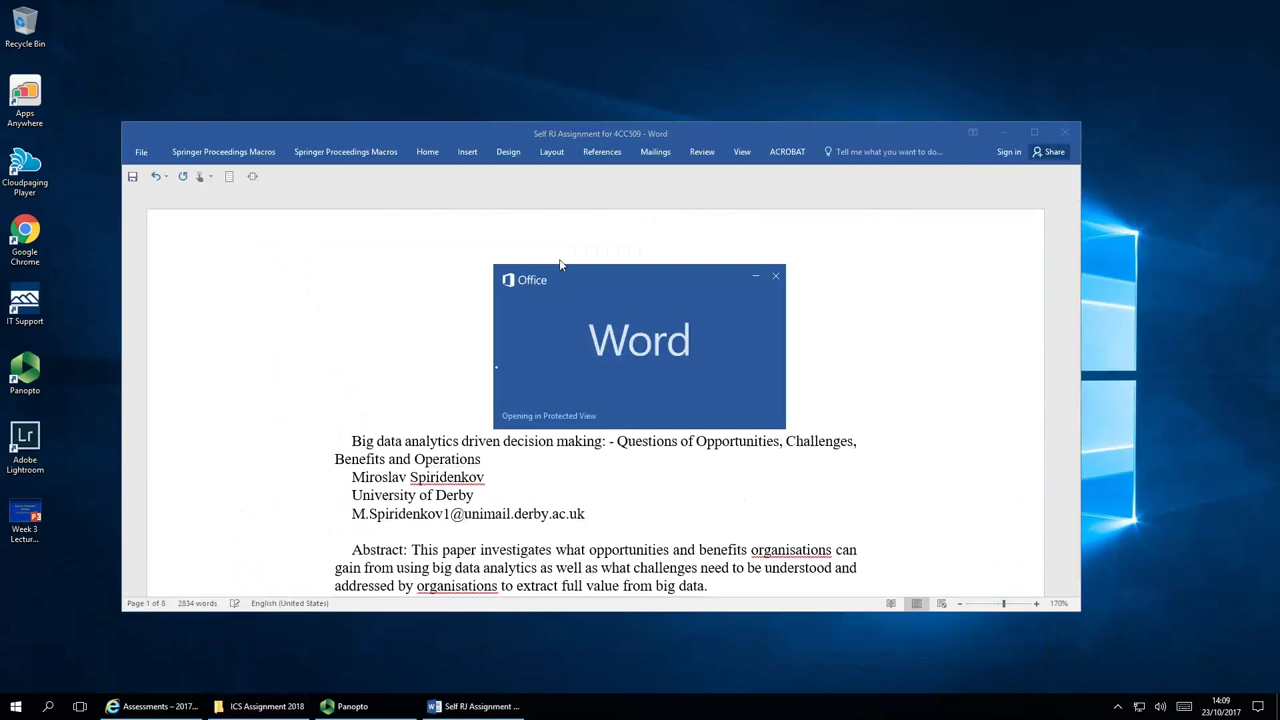 Recycle Bin
Apps
Anywhere
Cloudpaging
Player
Google
Chrome
IT Support
Panopto
Lr
Adobe
Lightroom
Week 3
Lectur...
Self RJ Assignment for 4CC509 - Word
File Springer Proceedings Macros Springer Proceedings Macros Home Insert Design Layout References Mailings Review View ACROBAT Tell me what you want to do... Sign in Share
Office
Word
Opening in Protected View
Big data analytics driven decision making: - Questions of Opportunities, Challenges,
Benefits and Operations
Miroslav Spiridenkov
University of Derby
M.Spiridenkov1@unimail.derby.ac.uk
Abstract: This paper investigates what opportunities and benefits organisations can
gain from using big data analytics as well as what challenges need to be understood and
addressed by organisations to extract full value from big data.
Page 1 of 8 2834 words English (United States) 170%
Assessments – 2017... ICS Assignment 2018 Panopto Self RJ Assignment ... 14:09
23/10/2017